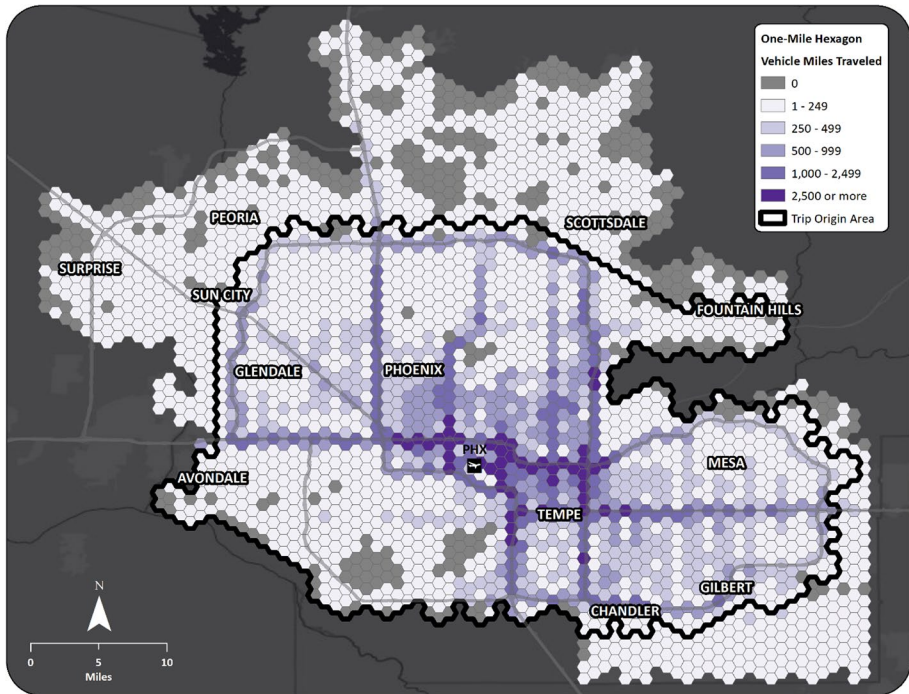 One-Mile Hexagon
Vehicle Miles Traveled
0
1 - 249
250 - 499
500 - 999
1,000 - 2,499
2,500 or more
Trip Origin Area
PEORIA
SCOTTSDALE
SURPRISE
SUN CITY
FOUNTAIN HILLS
GLENDALE
PHOENIX
PHX
MESA
AVONDALE
TEMPE
GILBERT
CHANDLER
N
0 5 10
Miles